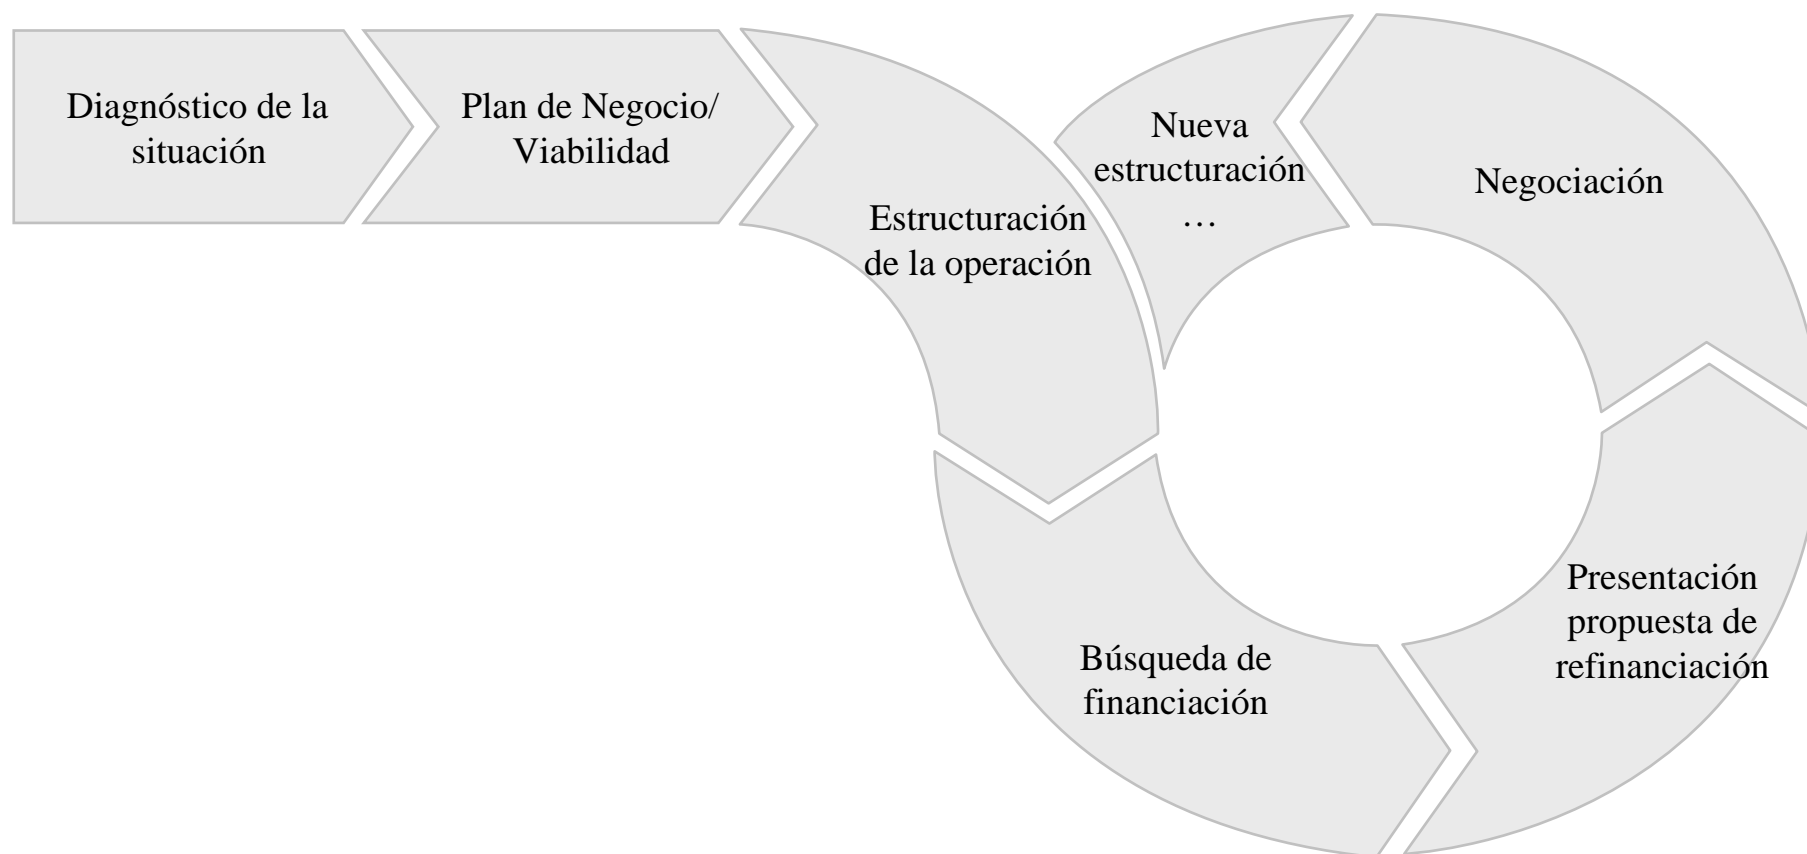 Diagnóstico de la
situación
Plan de Negocio/
Viabilidad
Estructuración
de la operación
Búsqueda de
financiación
Presentación
propuesta de
refinanciación
Negociación
Nueva
estructuración
…